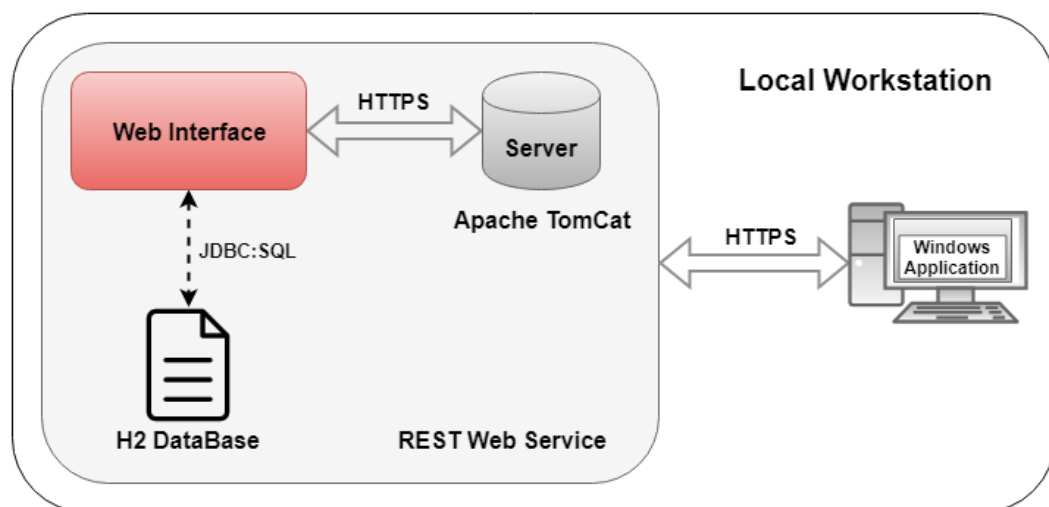 Local Workstation
Web Interface
HTTPS
Server
Apache TomCat
JDBC:SQL
HTTPS
Windows
Application
H2 DataBase
REST Web Service